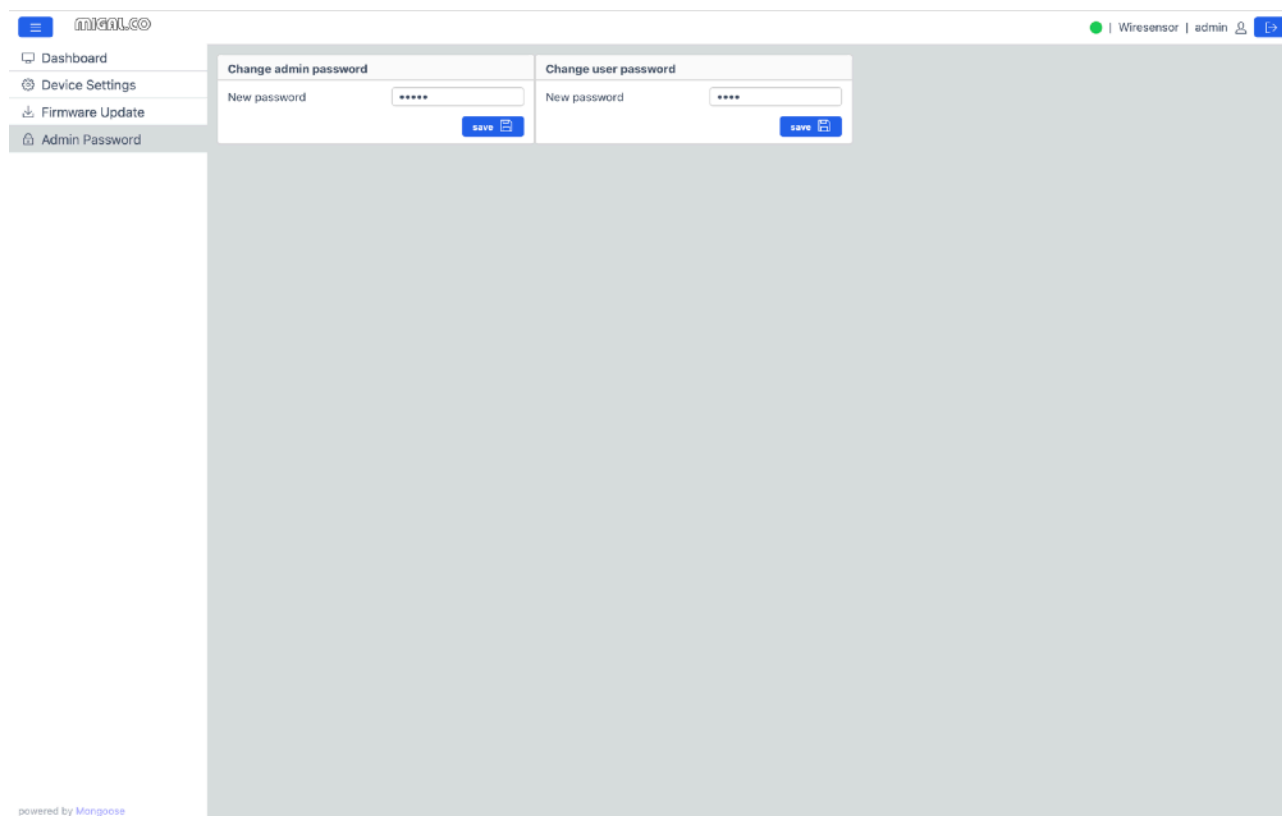 MIGAL.CO
| Wiresensor | admin
Dashboard
Device Settings
Firmware Update
Admin Password
Change admin password
New password
•••••
save
Change user password
New password
••••
save
powered by Mongoose